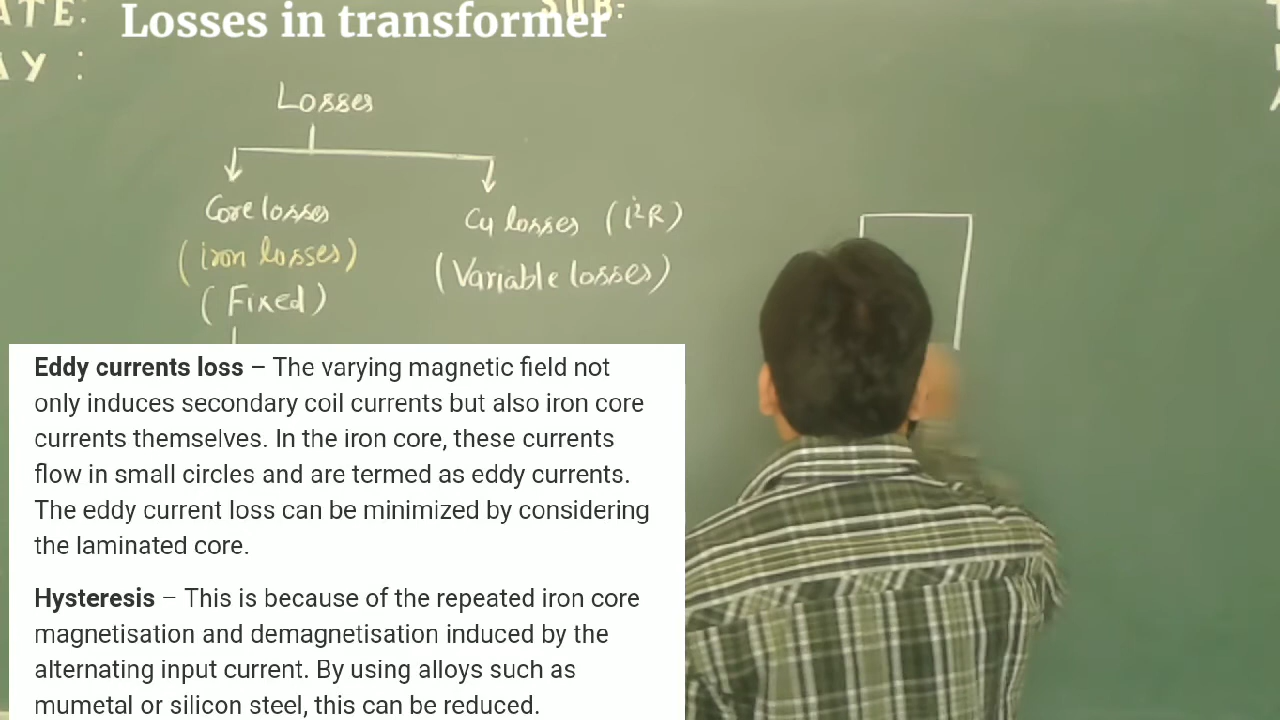 ATE:
SUB:
Losses in transformer
AY :
Losses
Core losses
Cu losses (i²R)
(iron losses)
(Variable losses)
(Fixed)
Eddy currents loss – The varying magnetic field not
only induces secondary coil currents but also iron core
currents themselves. In the iron core, these currents
flow in small circles and are termed as eddy currents.
The eddy current loss can be minimized by considering
the laminated core.
Hysteresis – This is because of the repeated iron core
magnetisation and demagnetisation induced by the
alternating input current. By using alloys such as
mumetal or silicon steel, this can be reduced.